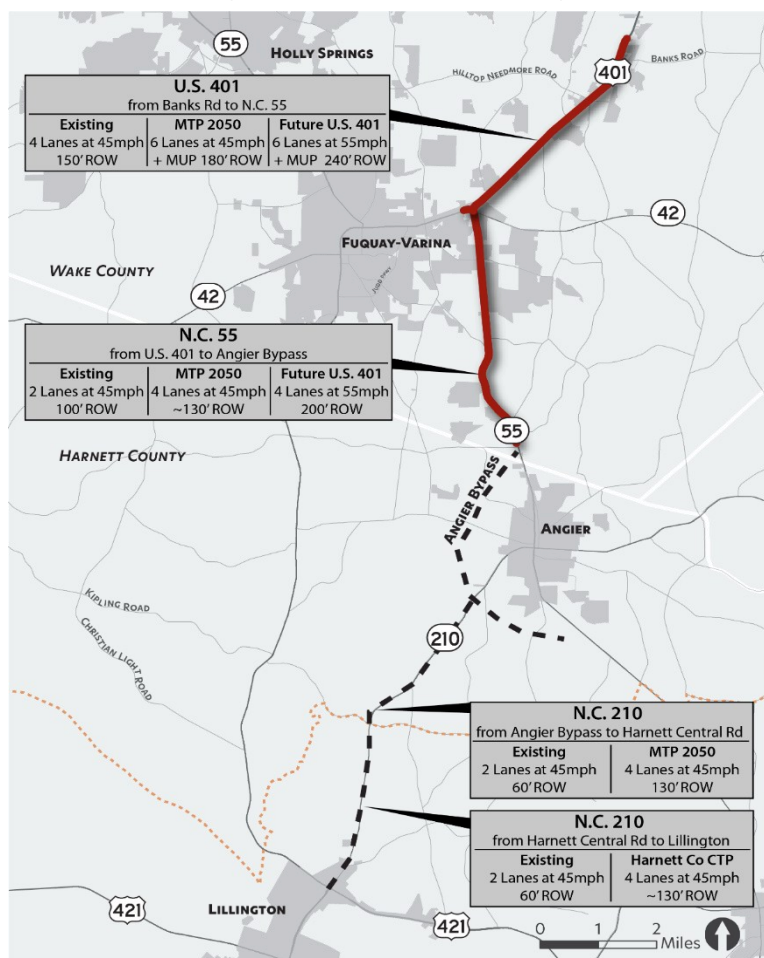 55
HOLLY SPRINGS
HILLTOP NEEDMORE ROAD
401
BANKS ROAD
U.S. 401
from Banks Rd to N.C. 55
Existing MTP 2050 Future U.S. 401
4 Lanes at 45mph 6 Lanes at 45mph 6 Lanes at 55mph
150' ROW + MUP 180' ROW + MUP 240' ROW
42
FUQUAY-VARINA
WAKE COUNTY
42
N.C. 55
from U.S. 401 to Angier Bypass
Existing MTP 2050 Future U.S. 401
2 Lanes at 45mph 4 Lanes at 45mph 4 Lanes at 55mph
100' ROW ~130' ROW 200' ROW
55
HARNETT COUNTY
ANGIER BYPASS
ANGIER
KIPLING ROAD
CHRISTIAN LIGHT ROAD
210
N.C. 210
from Angier Bypass to Harnett Central Rd
Existing MTP 2050
2 Lanes at 45mph 4 Lanes at 45mph
60' ROW 130' ROW
N.C. 210
from Harnett Central Rd to Lillington
Existing Harnett Co CTP
2 Lanes at 45mph 4 Lanes at 45mph
60' ROW ~130' ROW
421
LILLINGTON
421
0 1 2
Miles